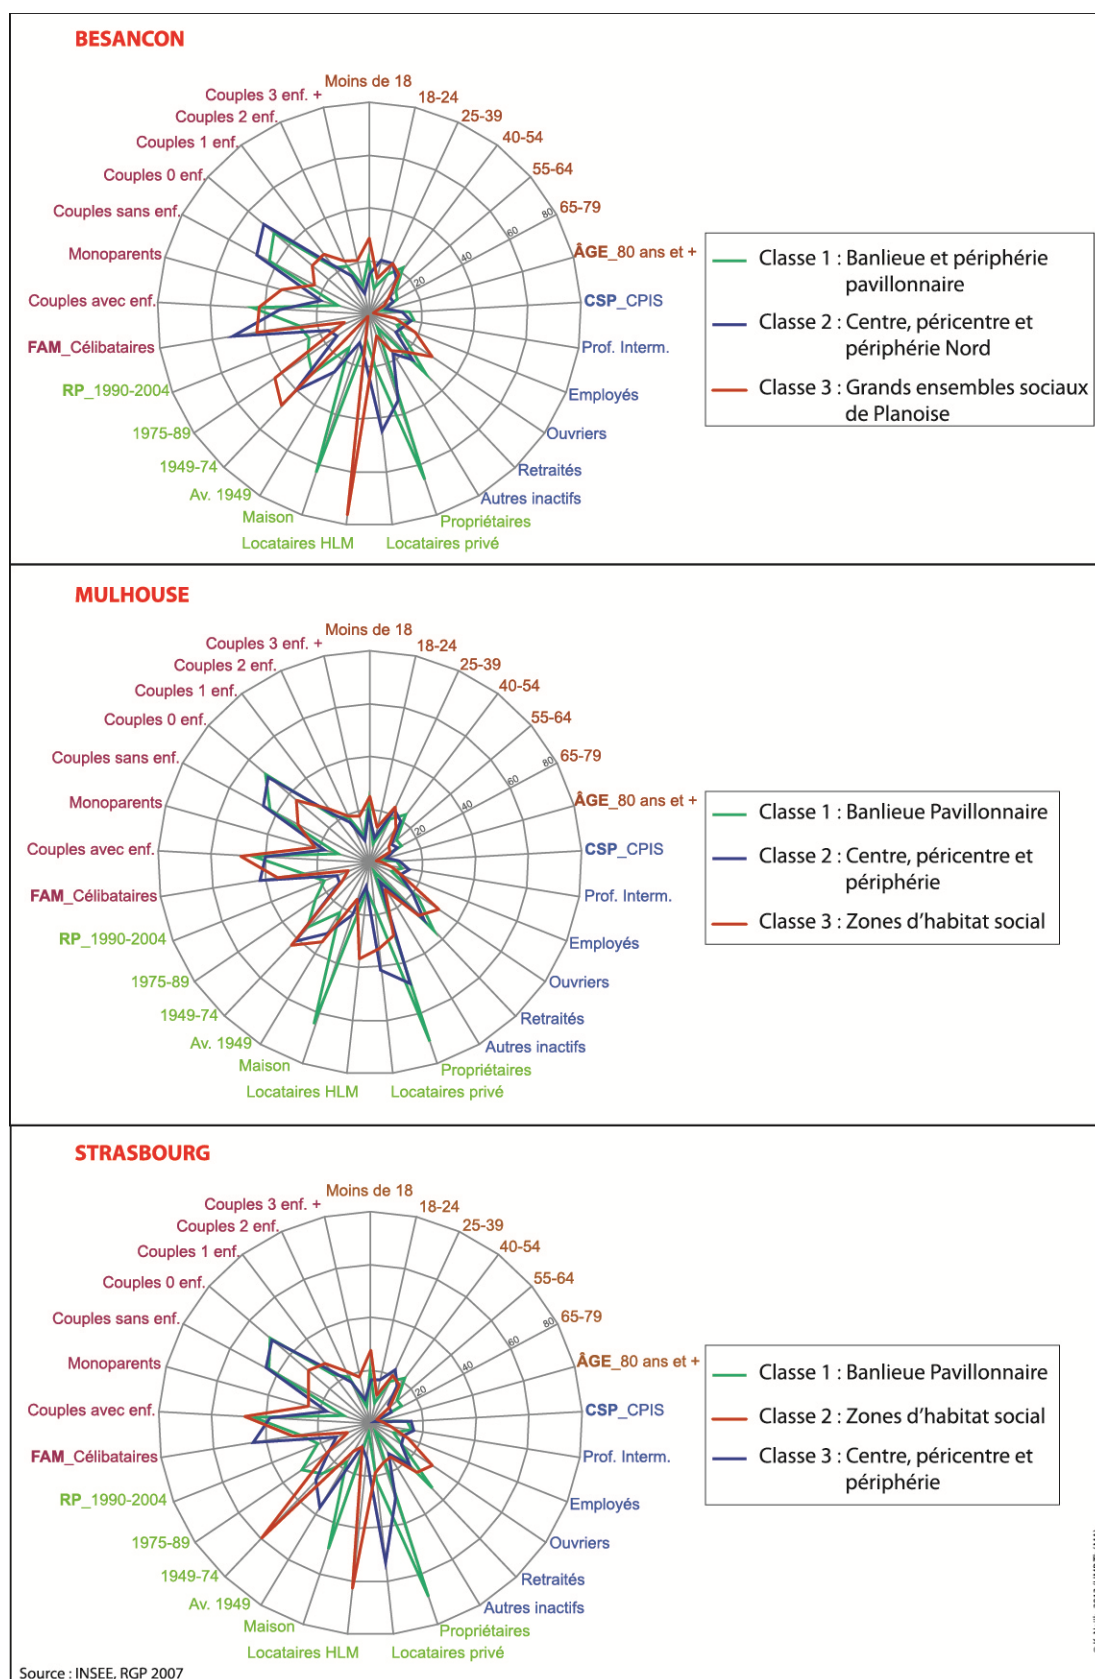 BESANCON
Moins de 18
18-24
25-39
40-54
55-64
65-79
ÂGE_80 ans et +
CSP_CPIS
Prof. Interm.
Employés
Ouvriers
Retraités
Autres inactifs
Propriétaires
Locataires privé
Locataires HLM
Maison
Av. 1949
1949-74
1975-89
RP_1990-2004
FAM_Célibataires
Couples avec enf.
Monoparents
Couples sans enf.
Couples 0 enf.
Couples 1 enf.
Couples 2 enf.
Couples 3 enf. +
20
40
60
80
Classe 1 : Banlieue et périphérie
pavillonnaire
Classe 2 : Centre, péricentre et
périphérie Nord
Classe 3 : Grands ensembles sociaux
de Planoise
MULHOUSE
Moins de 18
18-24
25-39
40-54
55-64
65-79
ÂGE_80 ans et +
CSP_CPIS
Prof. Interm.
Employés
Ouvriers
Retraités
Autres inactifs
Propriétaires
Locataires privé
Locataires HLM
Maison
Av. 1949
1949-74
1975-89
RP_1990-2004
FAM_Célibataires
Couples avec enf.
Monoparents
Couples sans enf.
Couples 0 enf.
Couples 1 enf.
Couples 2 enf.
Couples 3 enf. +
20
40
60
80
Classe 1 : Banlieue Pavillonnaire
Classe 2 : Centre, péricentre et
périphérie
Classe 3 : Zones d'habitat social
STRASBOURG
Moins de 18
18-24
25-39
40-54
55-64
65-79
ÂGE_80 ans et +
CSP_CPIS
Prof. Interm.
Employés
Ouvriers
Retraités
Autres inactifs
Propriétaires
Locataires privé
Locataires HLM
Maison
Av. 1949
1949-74
1975-89
RP_1990-2004
FAM_Célibataires
Couples avec enf.
Monoparents
Couples sans enf.
Couples 0 enf.
Couples 1 enf.
Couples 2 enf.
Couples 3 enf. +
20
40
60
80
Classe 1 : Banlieue Pavillonnaire
Classe 2 : Zones d'habitat social
Classe 3 : Centre, péricentre et
périphérie
Source : INSEE, RGP 2007